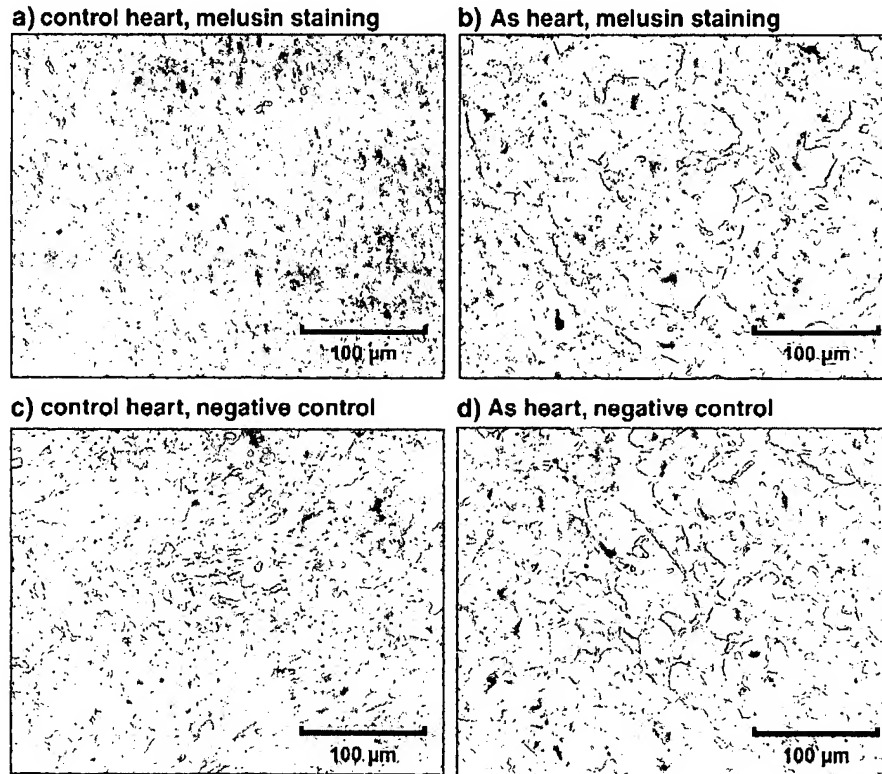 a) control heart, melusin staining
b) As heart, melusin staining
100 µm
100 µm
c) control heart, negative control
d) As heart, negative control
100 µm
100 µm